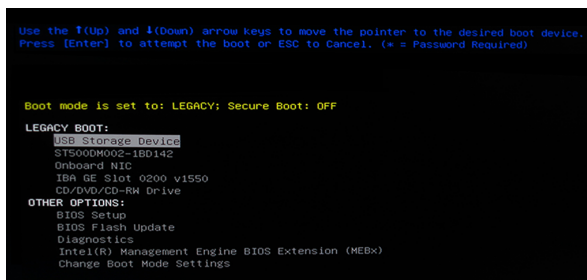 Use the ↑(Up) and ↓(Down) arrow keys to move the pointer to the desired boot device.
Press [Enter] to attempt the boot or ESC to Cancel. (* = Password Required)
Boot mode is set to: LEGACY; Secure Boot: OFF
LEGACY BOOT:
USB Storage Device
ST500DM002-1BD142
Onboard NIC
IBA GE Slot 0200 v1550
CD/DVD/CD-RW Drive
OTHER OPTIONS:
BIOS Setup
BIOS Flash Update
Diagnostics
Intel(R) Management Engine BIOS Extension (MEBx)
Change Boot Mode Settings